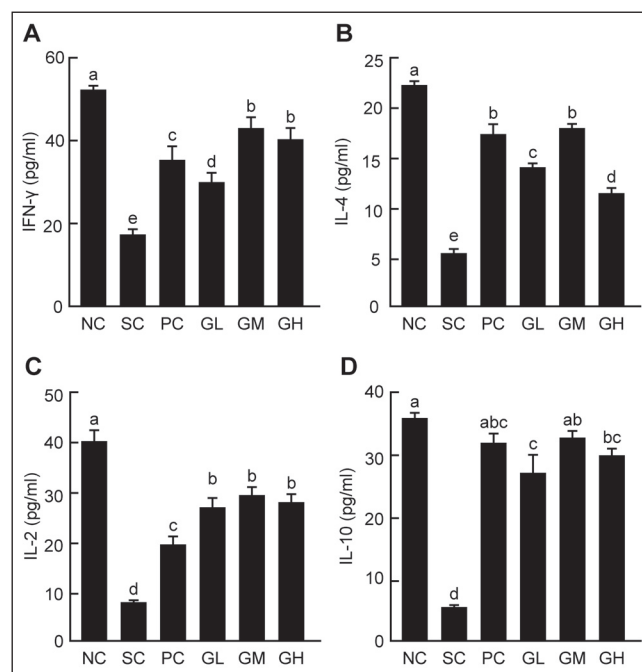 A
IFN-γ (pg/ml)
60
40
20
0
a
e
c
d
b
b
NC SC PC GL GM GH
B
IL-4 (pg/ml)
25
20
15
10
5
0
a
e
b
c
b
d
NC SC PC GL GM GH
C
IL-2 (pg/ml)
50
40
30
20
10
0
a
d
c
b
b
b
NC SC PC GL GM GH
D
IL-10 (pg/ml)
40
30
20
10
0
a
d
abc
c
ab
bc
NC SC PC GL GM GH